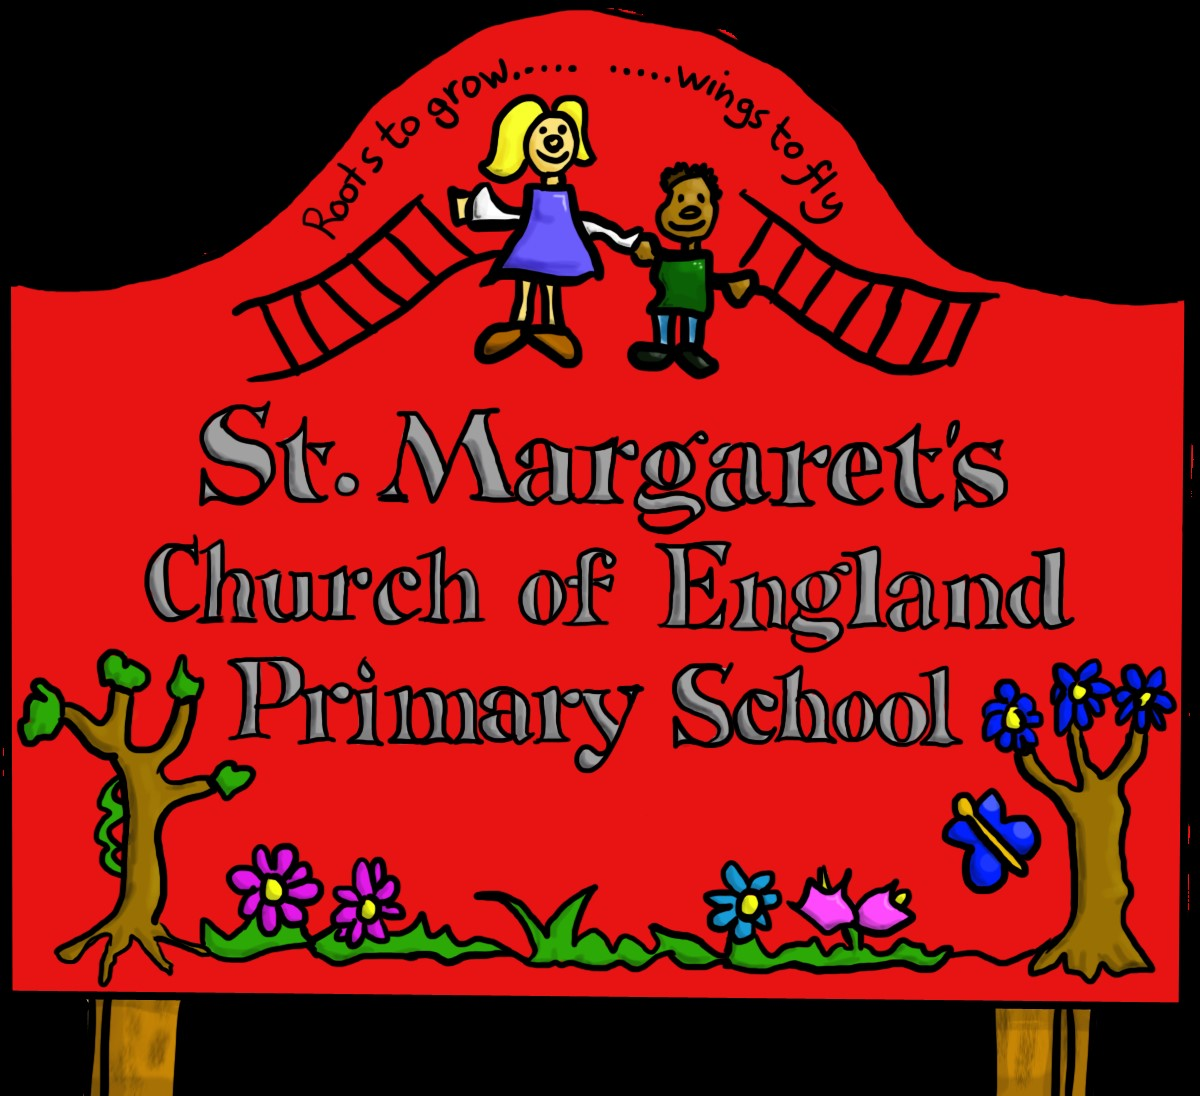 Roots to grow..... .....wings to fly
St. Margaret's
Church of England
Primary School